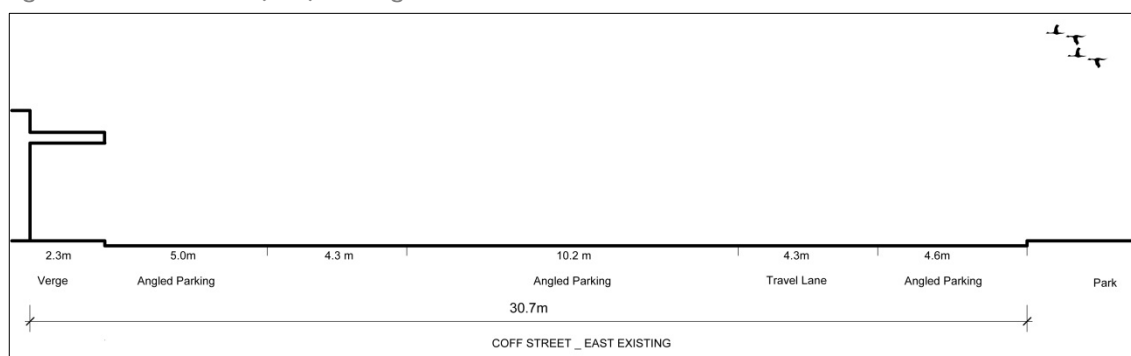 2.3m 5.0m 4.3 m 10.2 m 4.3m 4.6m
Verge Angled Parking Angled Parking Travel Lane Angled Parking Park
30.7m
COFF STREET _ EAST EXISTING